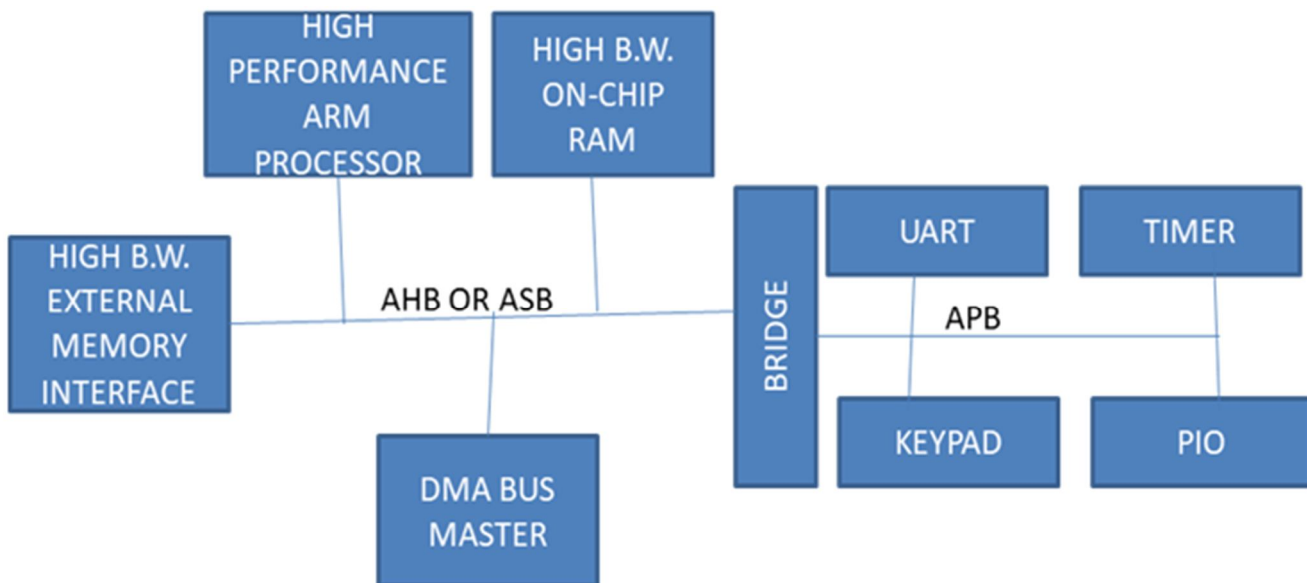 HIGH
PERFORMANCE
ARM
PROCESSOR
HIGH B.W.
ON-CHIP
RAM
HIGH B.W.
EXTERNAL
MEMORY
INTERFACE
AHB OR ASB
DMA BUS
MASTER
BRIDGE
UART
TIMER
APB
KEYPAD
PIO